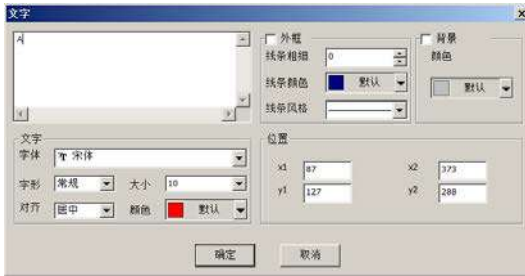 文字
A
外框
线条粗细 0
线条颜色 默认
线条风格
背景
颜色
默认
文字
字体 宋体
字形 常规 大小 10
对齐 居中 颜色 默认
位置
x1 87 x2 373
y1 127 y2 288
确定 取消